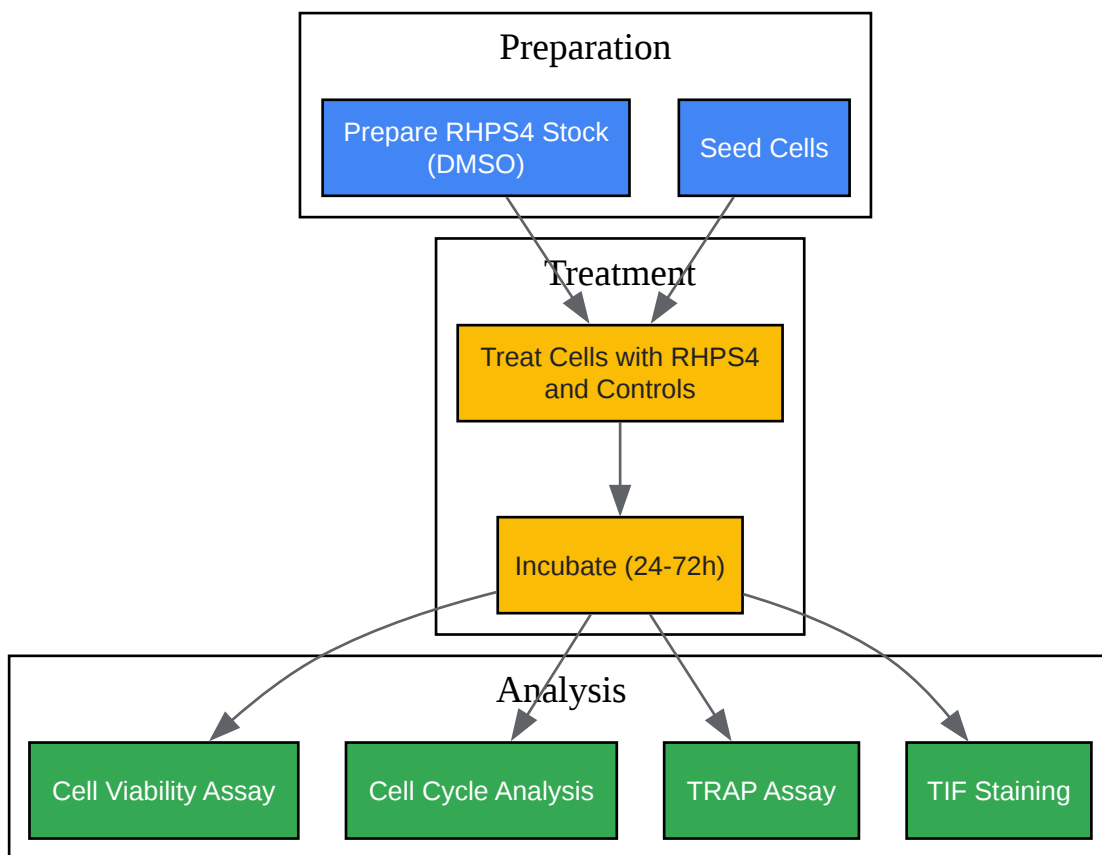 Preparation
Prepare RHPS4 Stock
(DMSO)
Seed Cells
Treatment
Treat Cells with RHPS4
and Controls
Incubate (24-72h)
Analysis
Cell Viability Assay
Cell Cycle Analysis
TRAP Assay
TIF Staining